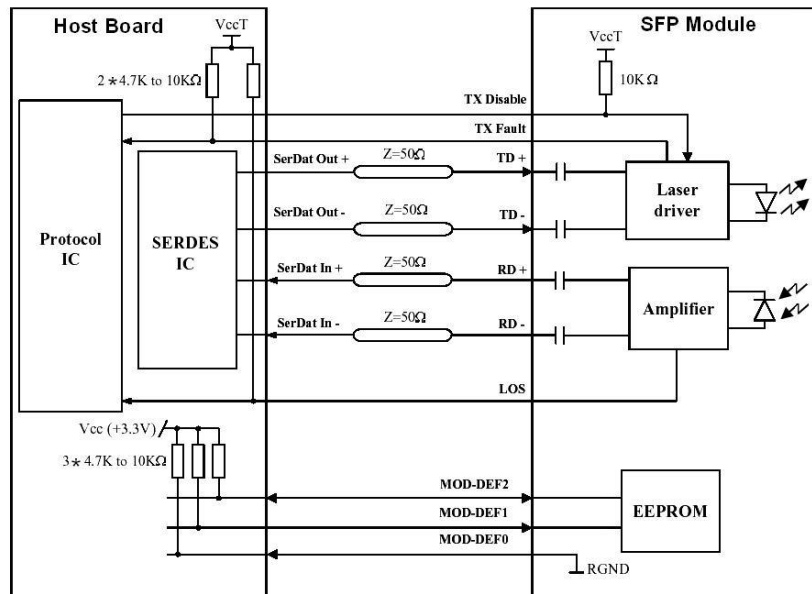 Host Board
SFP Module
VccT
VccT
2*4.7K to 10KΩ
10KΩ
TX Disable
TX Fault
SerDat Out +
Z=50Ω
TD +
Laser driver
SerDat Out -
Z=50Ω
TD -
Protocol IC
SERDES IC
SerDat In +
Z=50Ω
RD +
Amplifier
SerDat In -
Z=50Ω
RD -
LOS
Vcc (+3.3V)
3*4.7K to 10KΩ
MOD-DEF2
EEPROM
MOD-DEF1
MOD-DEF0
RGND